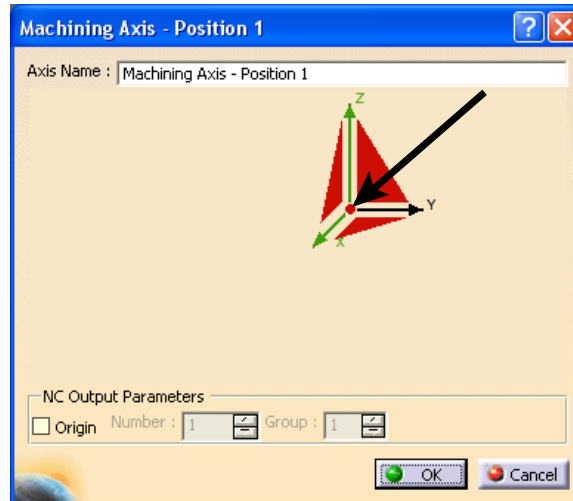 Machining Axis - Position 1
Axis Name : Machining Axis - Position 1
Z
Y
X
NC Output Parameters
Origin Number : 1 Group : 1
OK Cancel